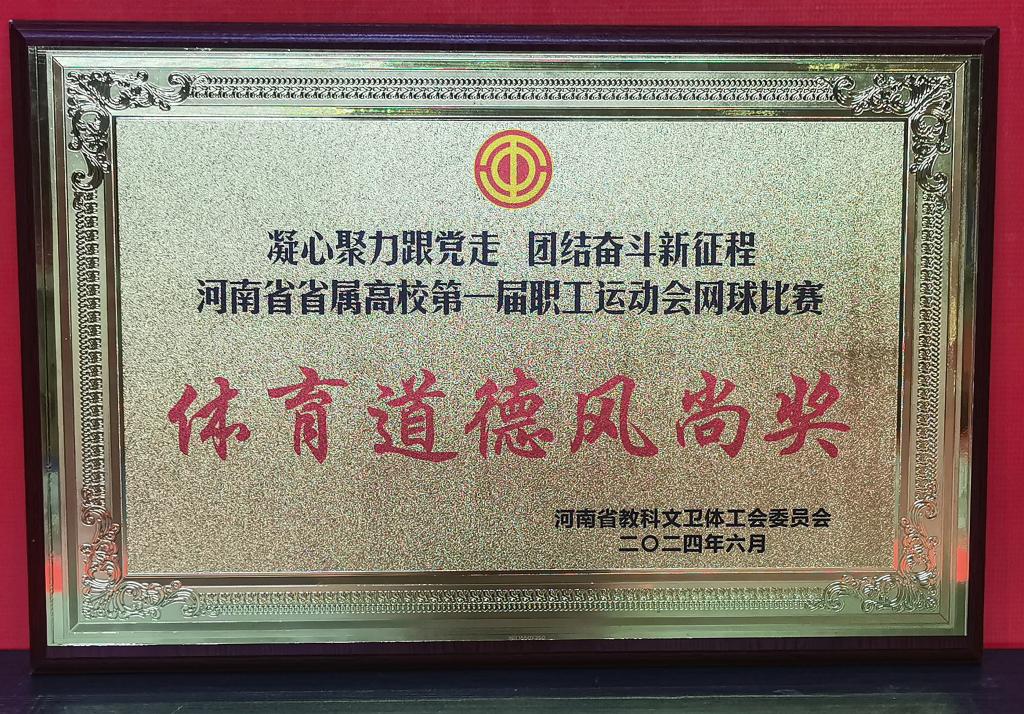 凝心聚力跟党走 团结奋斗新征程
河南省省属高校第一届职工运动会网球比赛
体育道德风尚奖
河南省教科文卫体工会委员会
二〇二四年六月